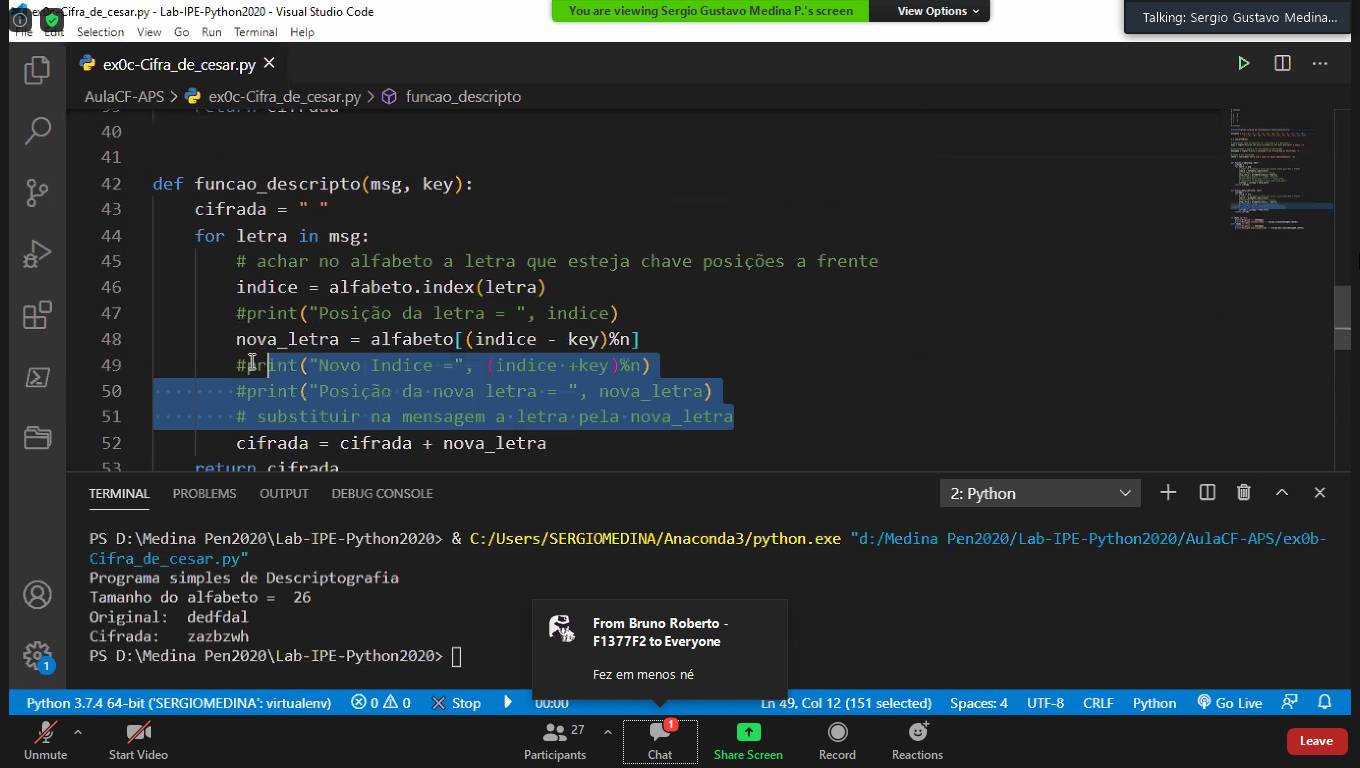 ex0c-Cifra_de_cesar.py - Lab-IPE-Python2020 - Visual Studio Code
You are viewing Sergio Gustavo Medina P.'s screen
View Options
Talking: Sergio Gustavo Medina...
File Edit Selection View Go Run Terminal Help
ex0c-Cifra_de_cesar.py
AulaCF-APS > ex0c-Cifra_de_cesar.py > funcao_descripto
39 return cifrada
40
41
42 def funcao_descripto(msg, key):
43 cifrada = " "
44 for letra in msg:
45 # achar no alfabeto a letra que esteja chave posições a frente
46 indice = alfabeto.index(letra)
47 #print("Posição da letra = ", indice)
48 nova_letra = alfabeto[(indice - key)%n]
49 #print("Novo Indice =", (indice +key)%n)
50 #print("Posição da nova letra = ", nova_letra)
51 # substituir na mensagem a letra pela nova_letra
52 cifrada = cifrada + nova_letra
53 return cifrada
TERMINAL PROBLEMS OUTPUT DEBUG CONSOLE
2: Python
PS D:\Medina Pen2020\Lab-IPE-Python2020> & C:/Users/SERGIOMEDINA/Anaconda3/python.exe "d:/Medina Pen2020/Lab-IPE-Python2020/AulaCF-APS/ex0b-
Cifra_de_cesar.py"
Programa simples de Descriptografia
Tamanho do alfabeto = 26
Original: dedfdal
Cifrada: zazbzwh
PS D:\Medina Pen2020\Lab-IPE-Python2020>
From Bruno Roberto -
F1377F2 to Everyone
Fez em menos né
1
Python 3.7.4 64-bit ('SERGIOMEDINA': virtualenv) 0 0 Stop 00:00 Ln 49, Col 12 (151 selected) Spaces: 4 UTF-8 CRLF Python Go Live
27
1
Unmute Start Video Participants Chat Share Screen Record Reactions
Leave